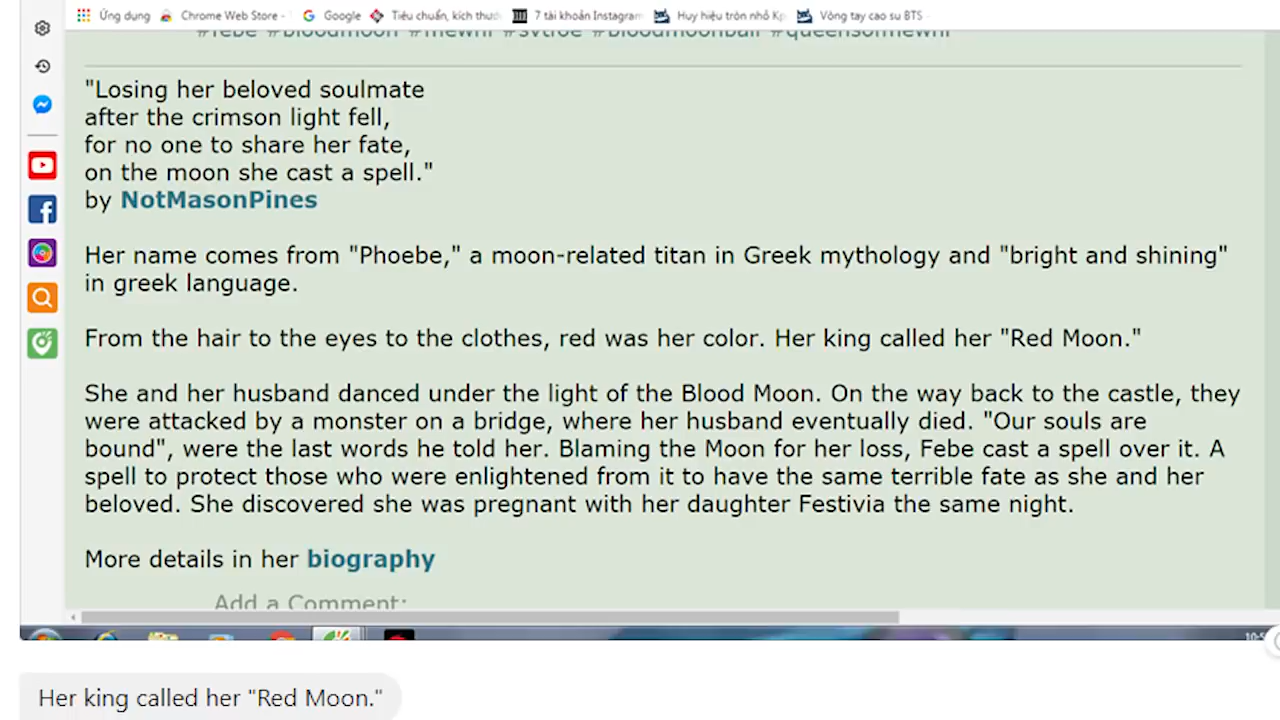 Ứng dụng Chrome Web Store - Google Tiêu chuẩn, kích thướ 7 tài khoản Instagram Huy hiệu tròn nhỏ Kp Vòng tay cao su BTS -
#febe #bloodmoon #mewni #svtfoe #bloodmoonball #queensofmewni
"Losing her beloved soulmate
after the crimson light fell,
for no one to share her fate,
on the moon she cast a spell."
by NotMasonPines
Her name comes from "Phoebe," a moon-related titan in Greek mythology and "bright and shining"
in greek language.
From the hair to the eyes to the clothes, red was her color. Her king called her "Red Moon."
She and her husband danced under the light of the Blood Moon. On the way back to the castle, they
were attacked by a monster on a bridge, where her husband eventually died. "Our souls are
bound", were the last words he told her. Blaming the Moon for her loss, Febe cast a spell over it. A
spell to protect those who were enlightened from it to have the same terrible fate as she and her
beloved. She discovered she was pregnant with her daughter Festivia the same night.
More details in her biography
Add a Comment:
Her king called her "Red Moon."